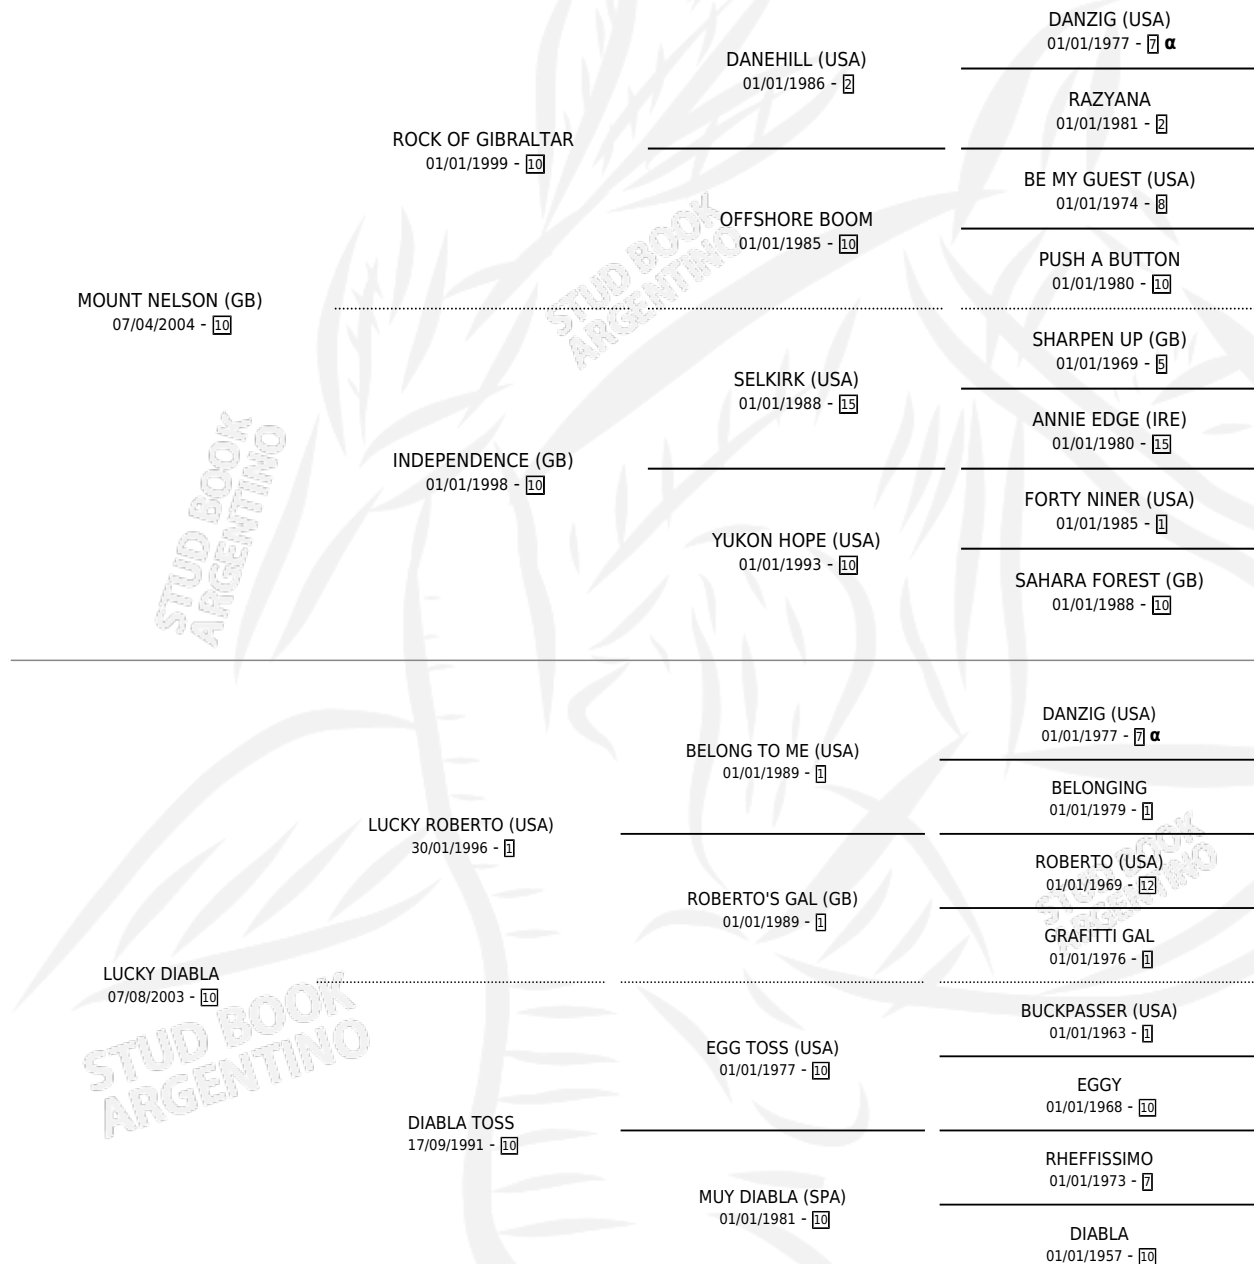 DANZIG (USA)
01/01/1977 - 7 α
DANEHILL (USA)
01/01/1986 - 2
RAZYANA
01/01/1981 - 2
ROCK OF GIBRALTAR
01/01/1999 - 10
BE MY GUEST (USA)
01/01/1974 - 8
OFFSHORE BOOM
01/01/1985 - 10
PUSH A BUTTON
01/01/1980 - 10
MOUNT NELSON (GB)
07/04/2004 - 10
SHARPEN UP (GB)
01/01/1969 - 5
SELKIRK (USA)
01/01/1988 - 15
ANNIE EDGE (IRE)
01/01/1980 - 15
INDEPENDENCE (GB)
01/01/1998 - 10
FORTY NINER (USA)
01/01/1985 - 1
YUKON HOPE (USA)
01/01/1993 - 10
SAHARA FOREST (GB)
01/01/1988 - 10
DANZIG (USA)
01/01/1977 - 7 α
BELONG TO ME (USA)
01/01/1989 - 1
BELONGING
01/01/1979 - 1
LUCKY ROBERTO (USA)
30/01/1996 - 1
ROBERTO (USA)
01/01/1969 - 12
ROBERTO'S GAL (GB)
01/01/1989 - 1
GRAFITTI GAL
01/01/1976 - 1
LUCKY DIABLA
07/08/2003 - 10
BUCKPASSER (USA)
01/01/1963 - 1
EGG TOSS (USA)
01/01/1977 - 10
EGGY
01/01/1968 - 10
DIABLA TOSS
17/09/1991 - 10
RHEFFISSIMO
01/01/1973 - 7
MUY DIABLA (SPA)
01/01/1981 - 10
DIABLA
01/01/1957 - 10
STUD BOOK
ARGENTINO
STUD BOOK
ARGENTINO
STUD BOOK
ARGENTINO
STUD BOOK
ARGENTINO